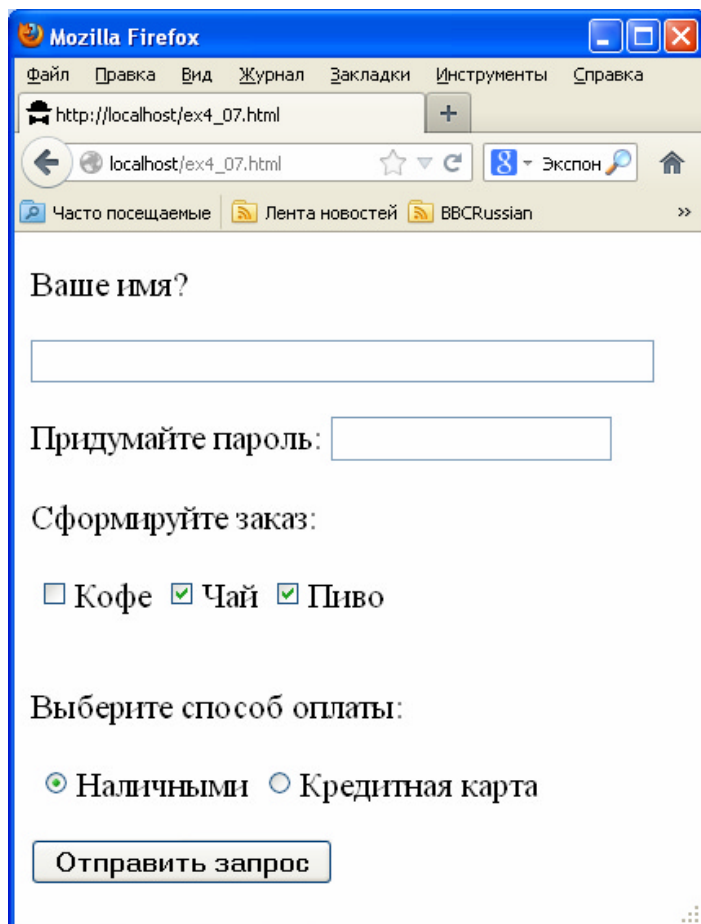 Mozilla Firefox
Файл Правка Вид Журнал Закладки Инструменты Справка
http://localhost/ex4_07.html +
localhost/ex4_07.html 8 Экспон
Часто посещаемые Лента новостей BBCRussian »
Ваше имя?
Придумайте пароль:
Сформируйте заказ:
Кофе Чай Пиво
Выберите способ оплаты:
Наличными Кредитная карта
Отправить запрос